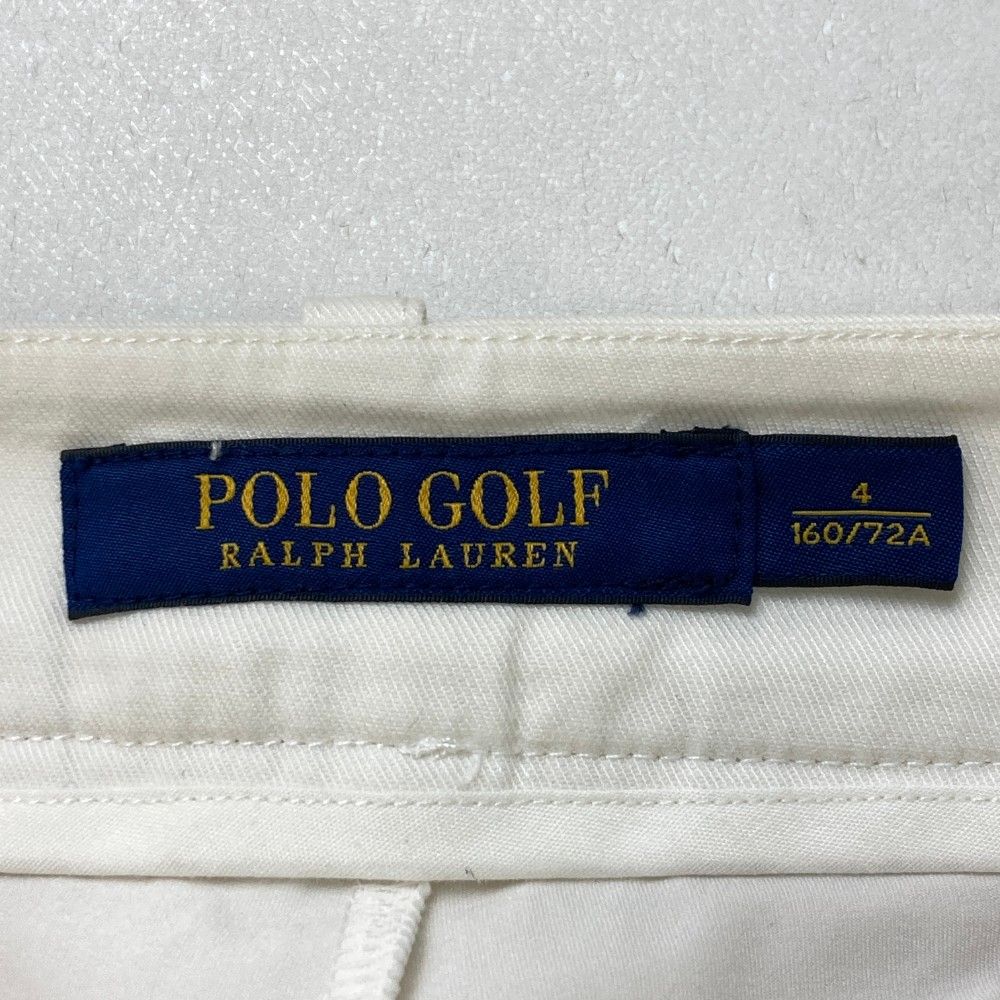 POLO GOLF
RALPH LAUREN
4
160/72A